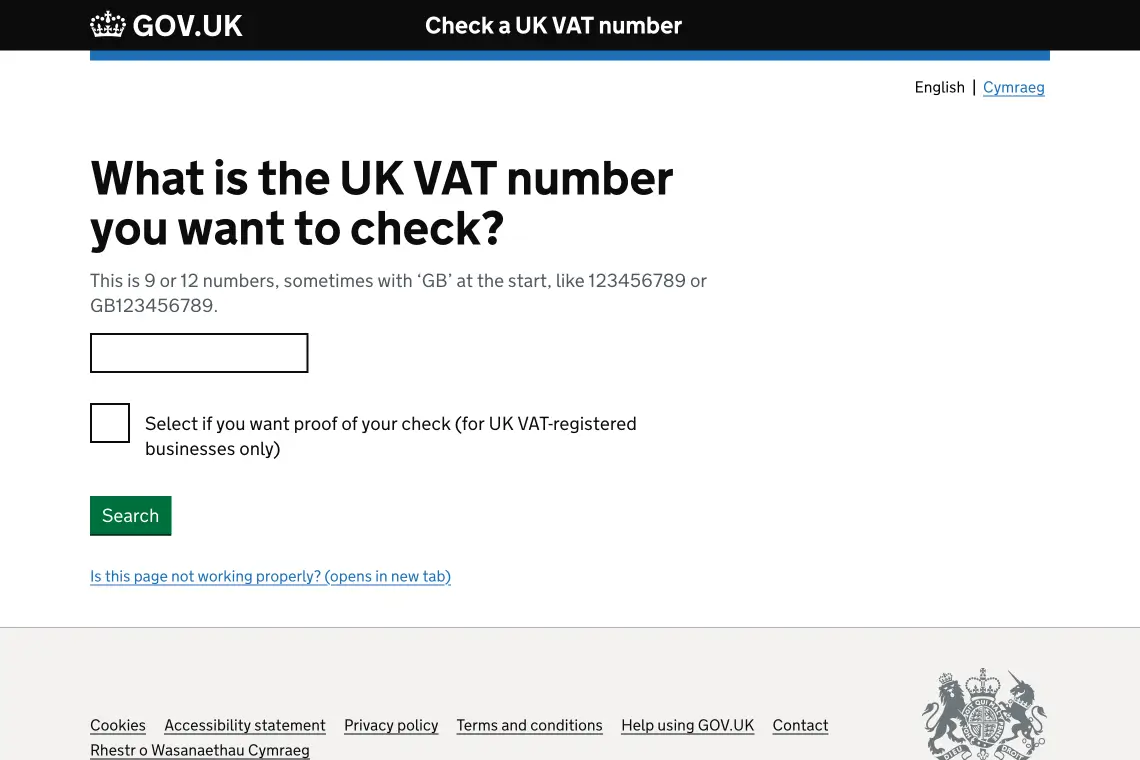 GOV.UK
Check a UK VAT number
English | Cymraeg
What is the UK VAT number
you want to check?
This is 9 or 12 numbers, sometimes with ‘GB’ at the start, like 123456789 or
GB123456789.
Select if you want proof of your check (for UK VAT-registered
businesses only)
Search
Is this page not working properly? (opens in new tab)
Cookies Accessibility statement Privacy policy Terms and conditions Help using GOV.UK Contact
Rhestr o Wasanaethau Cymraeg
DIEU DROIT